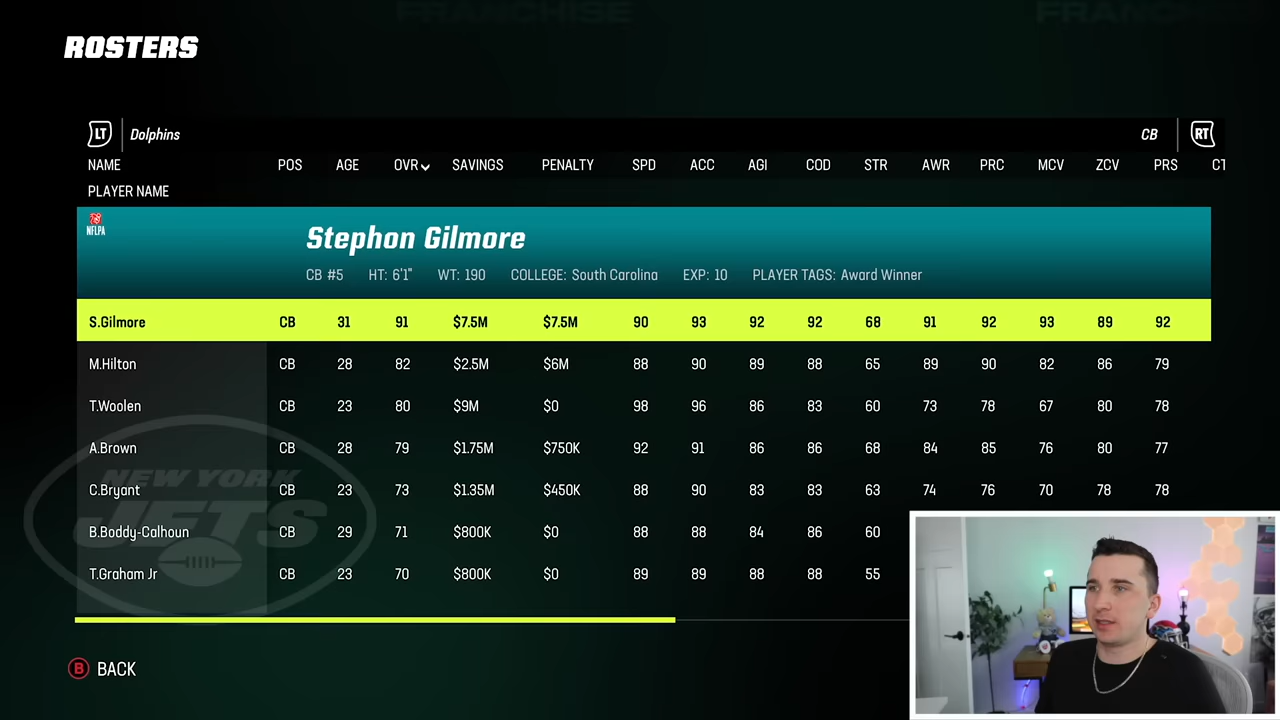 FRANCHISE
FRANCHISE
ROSTERS
LT Dolphins CB RT
NAME POS AGE OVR SAVINGS PENALTY SPD ACC AGI COD STR AWR PRC MCV ZCV PRS CT
PLAYER NAME
NFLPA
Stephon Gilmore
CB #5 HT: 6'1" WT: 190 COLLEGE: South Carolina EXP: 10 PLAYER TAGS: Award Winner
S.Gilmore CB 31 91 $7.5M $7.5M 90 93 92 92 68 91 92 93 89 92
M.Hilton CB 28 82 $2.5M $6M 88 90 89 88 65 89 90 82 86 79
T.Woolen CB 23 80 $9M $0 98 96 86 83 60 73 78 67 80 78
A.Brown CB 28 79 $1.75M $750K 92 91 86 86 68 84 85 76 80 77
C.Bryant CB 23 73 $1.35M $450K 88 90 83 83 63 74 76 70 78 78
B.Boddy-Calhoun CB 29 71 $800K $0 88 88 84 86 60
T.Graham Jr CB 23 70 $800K $0 89 89 88 88 55
NEW YORK
JETS
B BACK